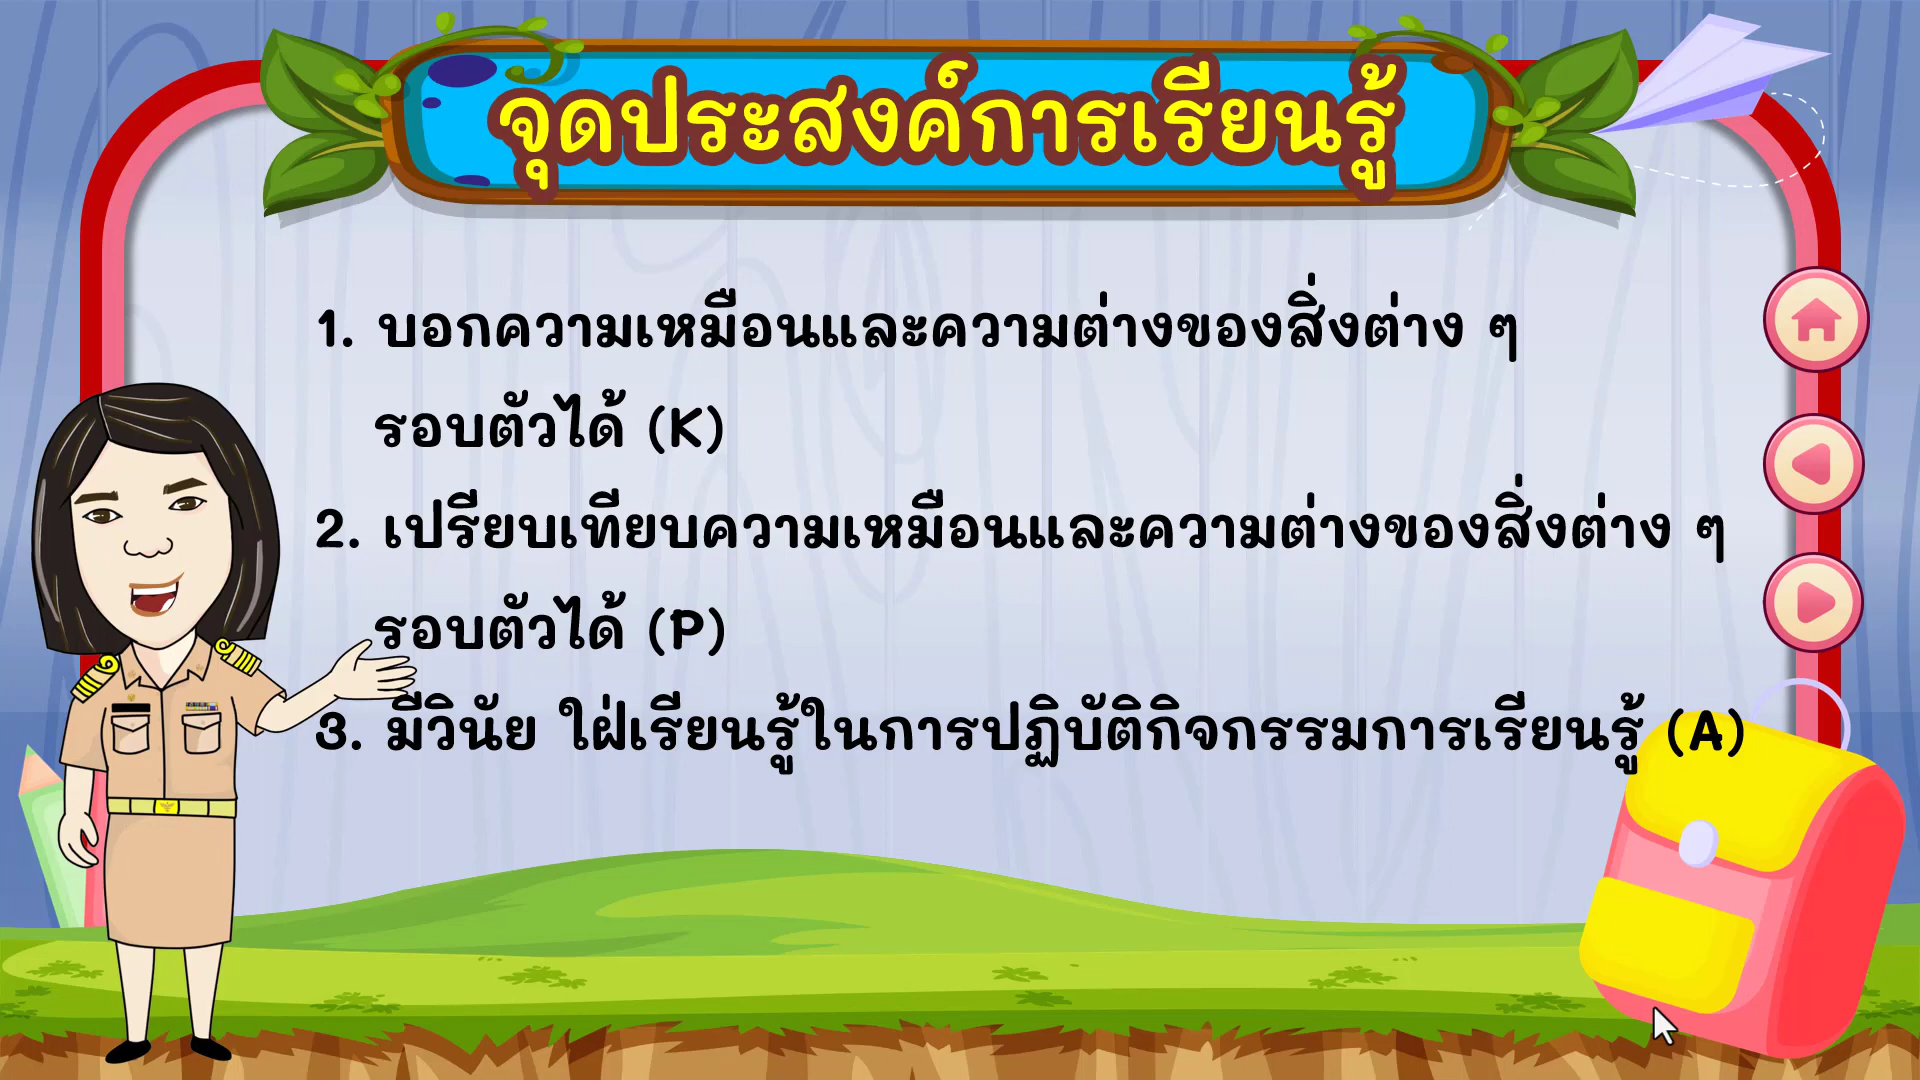 จุดประสงค์การเรียนรู้
1. บอกความเหมือนและความต่างของสิ่งต่าง ๆ
รอบตัวได้ (K)
2. เปรียบเทียบความเหมือนและความต่างของสิ่งต่าง ๆ
รอบตัวได้ (P)
3. มีวินัย ใฝ่เรียนรู้ในการปฏิบัติกิจกรรมการเรียนรู้ (A)